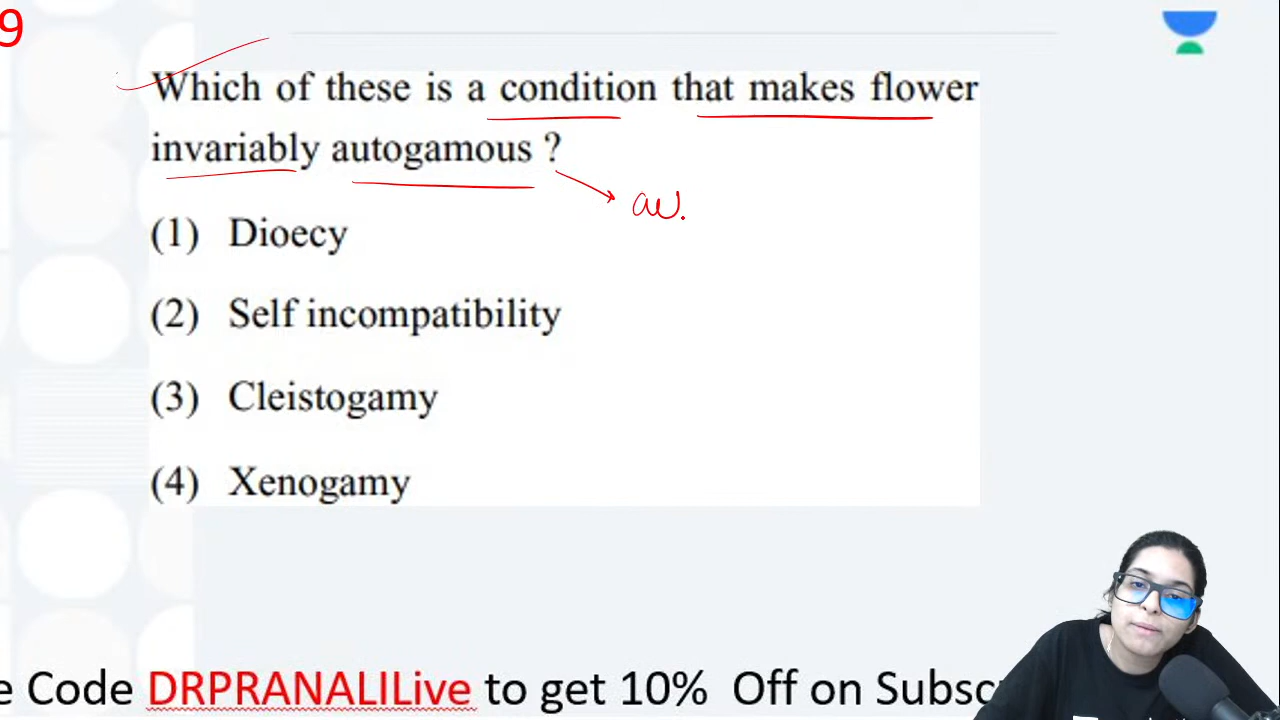 9
Which of these is a condition that makes flower
invariably autogamous ?
au.
(1) Dioecy
(2) Self incompatibility
(3) Cleistogamy
(4) Xenogamy
e Code DRPRANALILive to get 10% Off on Subsc